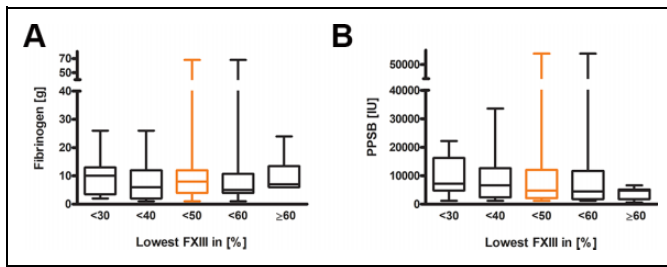 A
Fibrinogen [g]
70
50
40
30
20
10
0
<30 <40 <50 <60 ≥60
Lowest FXIII in [%]
B
PPSB [IU]
50000
40000
30000
20000
10000
0
<30 <40 <50 <60 ≥60
Lowest FXIII in [%]